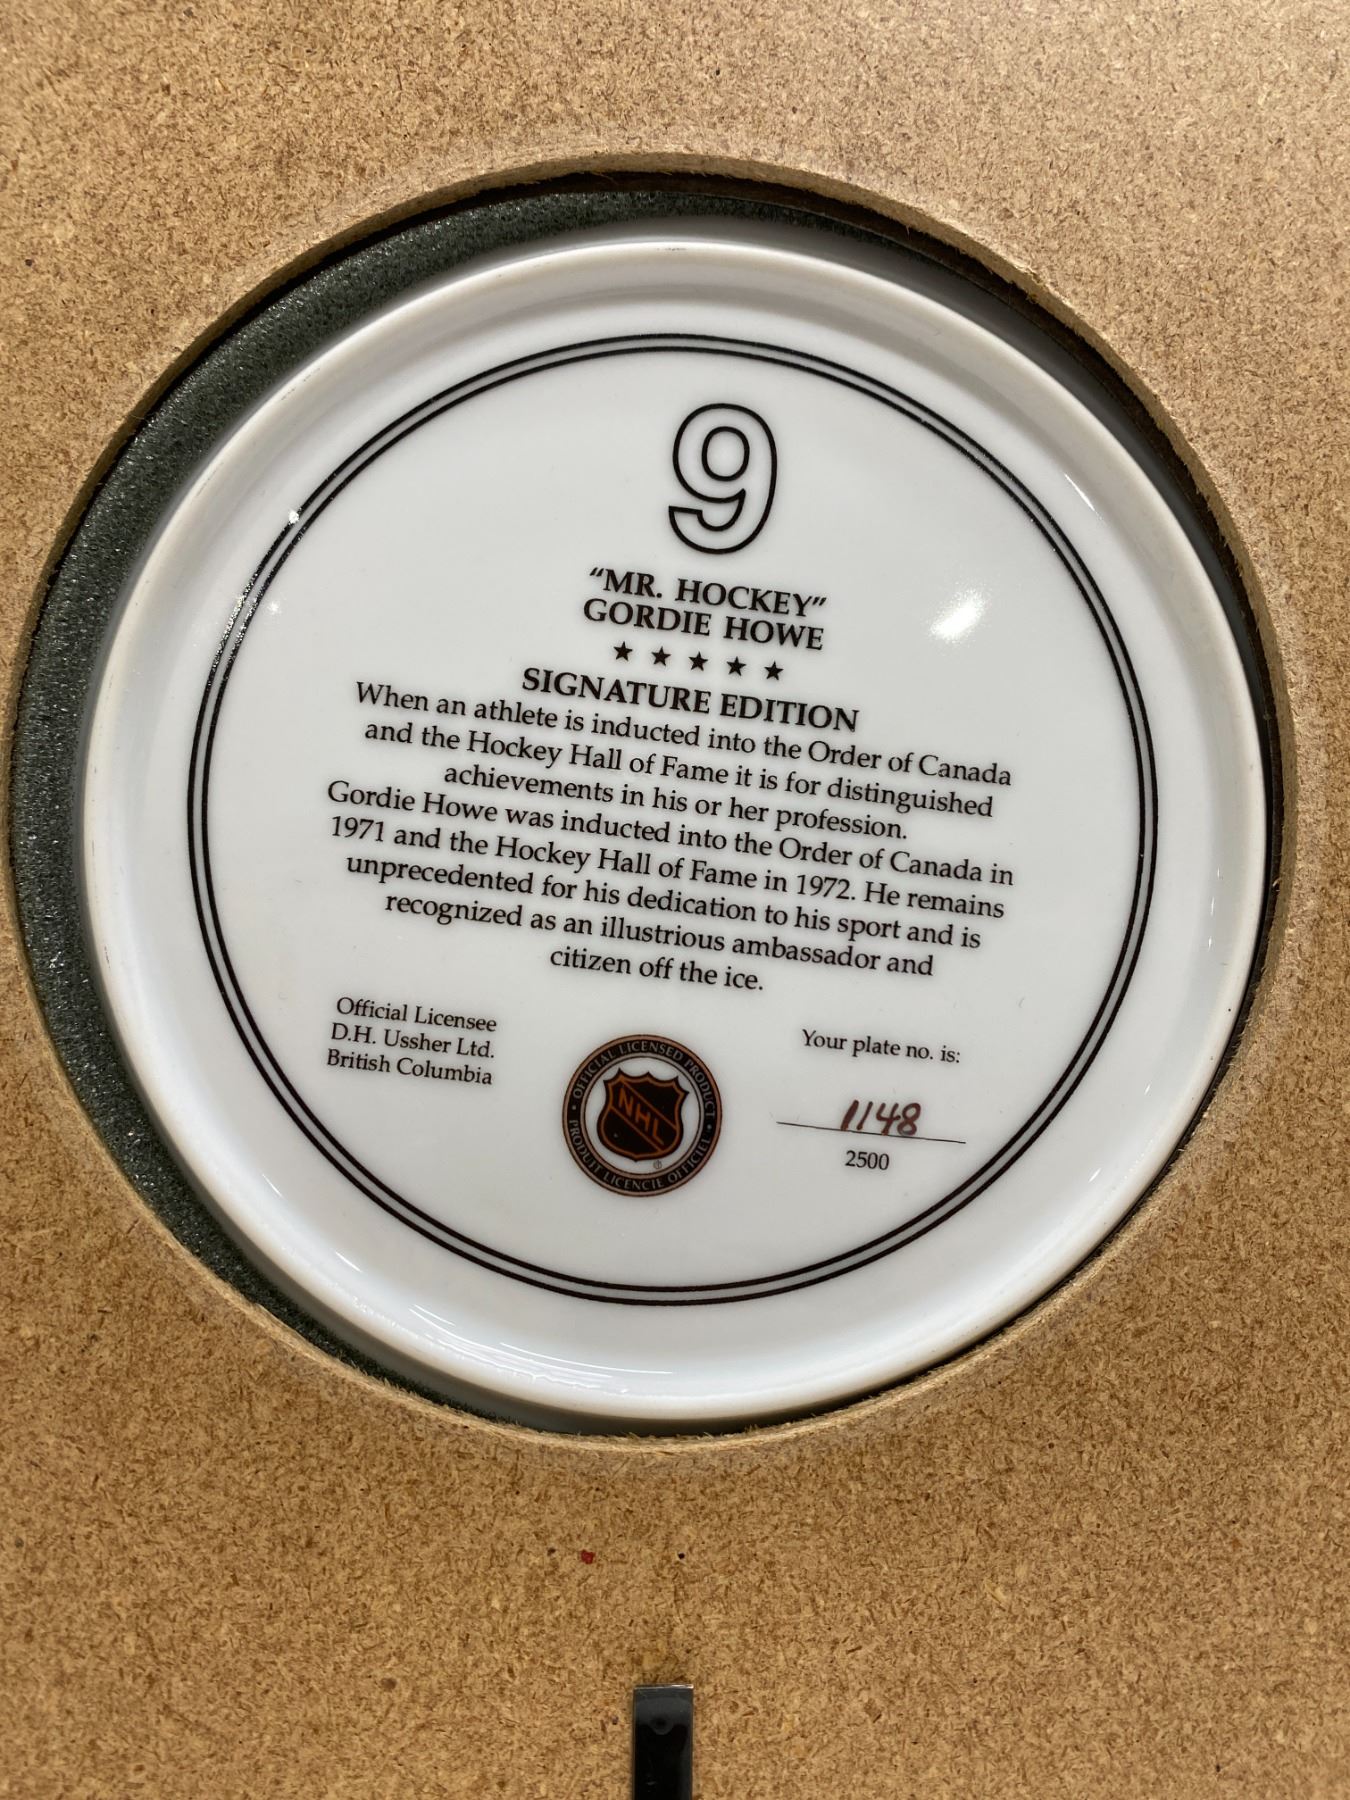 9
“MR. HOCKEY”
GORDIE HOWE
★ ★ ★ ★ ★
SIGNATURE EDITION
When an athlete is inducted into the Order of Canada
and the Hockey Hall of Fame it is for distinguished
achievements in his or her profession.
Gordie Howe was inducted into the Order of Canada in
1971 and the Hockey Hall of Fame in 1972. He remains
unprecedented for his dedication to his sport and is
recognized as an illustrious ambassador and
citizen off the ice.
Official Licensee
D.H. Ussher Ltd.
British Columbia
• OFFICIAL LICENSED PRODUCT •
NHL
®
PRODUIT LICENCIE OFFICIEL
Your plate no. is:
1148
2500